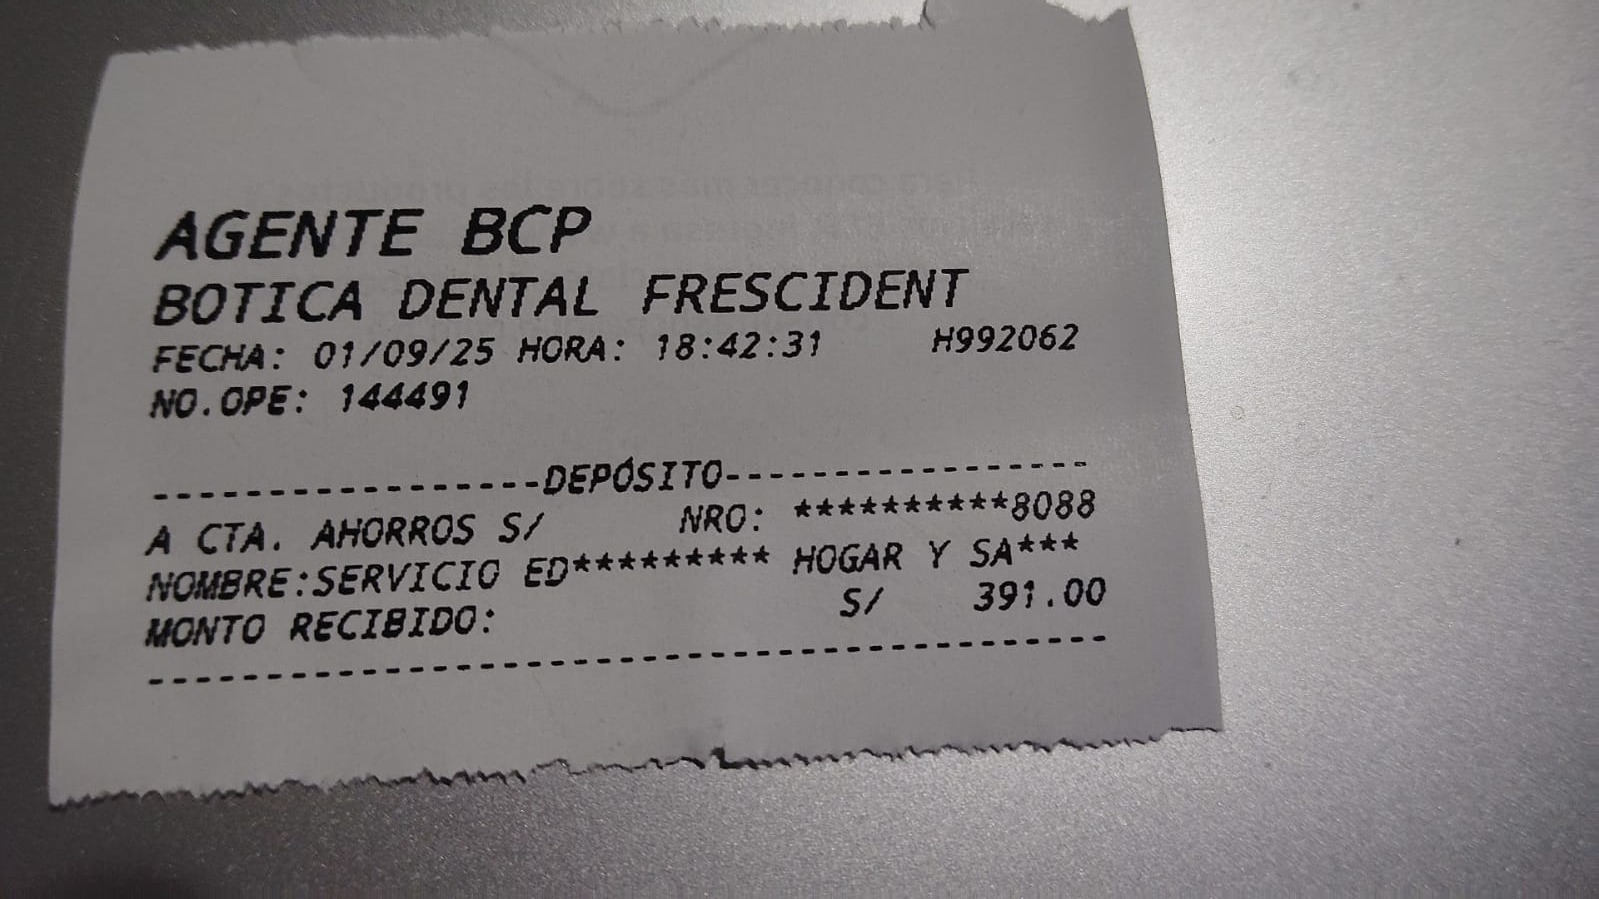 AGENTE BCP
BOTICA DENTAL FRESCIDENT
FECHA: 01/09/25 HORA: 18:42:31 H992062
NO.OPE: 144491
------------------DEPÓSITO-----------------
A CTA. AHORROS S/ NRO: **********8088
NOMBRE:SERVICIO ED********* HOGAR Y SA***
MONTO RECIBIDO: S/ 391.00
-----------------------------------------